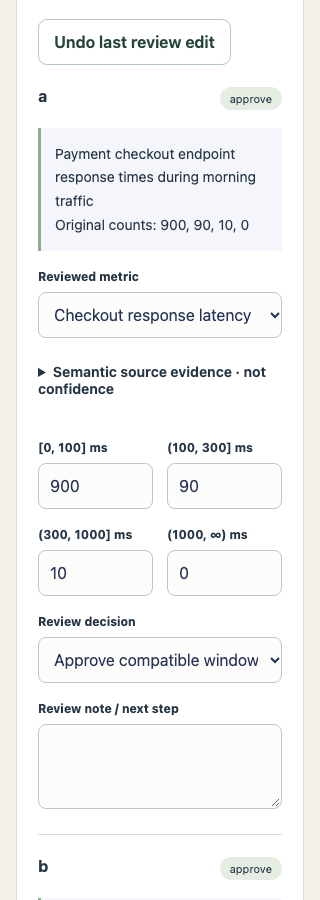 Undo last review edit
a
approve
Payment checkout endpoint
response times during morning
traffic
Original counts: 900, 90, 10, 0
Reviewed metric
Checkout response latency
▶ Semantic source evidence · not
confidence
[0, 100] ms
(100, 300] ms
900
90
(300, 1000] ms
(1000, ∞) ms
10
0
Review decision
Approve compatible window
Review note / next step
b
approve